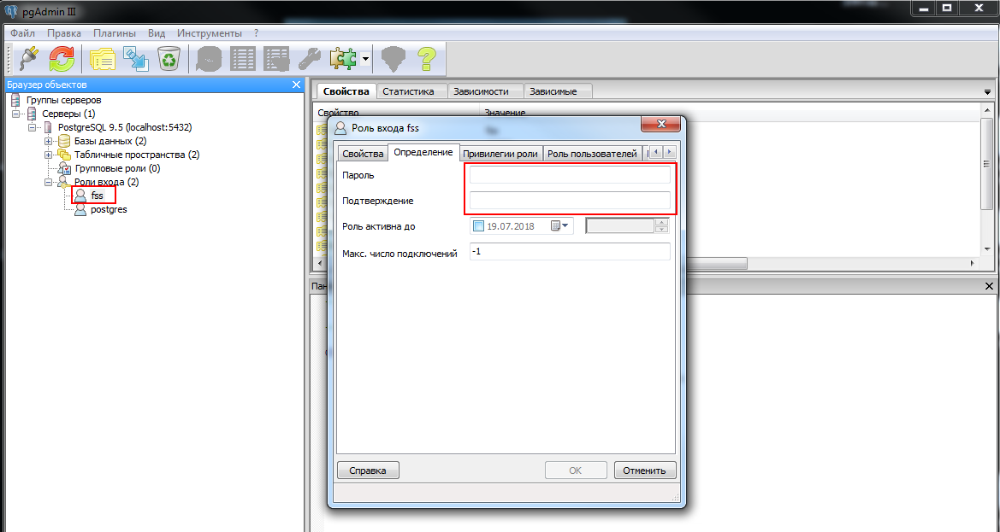 pgAdmin III
Файл Правка Плагины Вид Инструменты ?
Браузер объектов
Группы серверов
Серверы (1)
PostgreSQL 9.5 (localhost:5432)
Базы данных (2)
Табличные пространства (2)
Групповые роли (0)
Роли входа (2)
fss
postgres
Свойства Статистика Зависимости Зависимые
Свойство Значение
Роль входа fss
Свойства Определение Привилегии роли Роль пользователей
Пароль
Подтверждение
Роль активна до 19.07.2018
Макс. число подключений -1
Справка OK Отменить
Пан